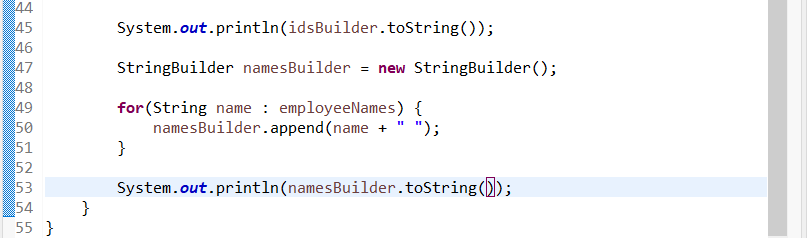 44
45 System.out.println(idsBuilder.toString());
46
47 StringBuilder namesBuilder = new StringBuilder();
48
49 for(String name : employeeNames) {
50 namesBuilder.append(name + " ");
51 }
52
53 System.out.println(namesBuilder.toString());
54 }
55 }